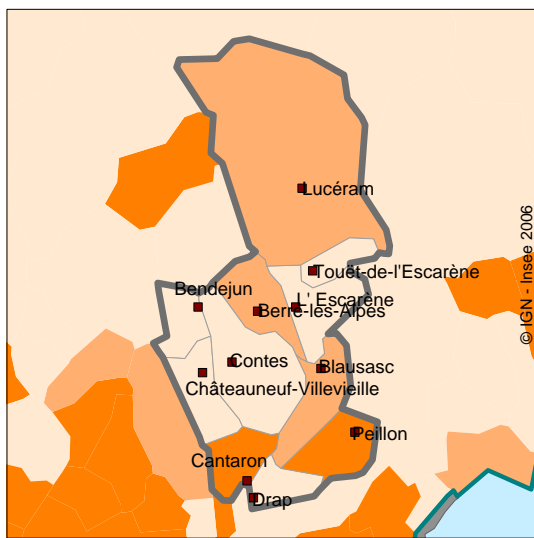 Lucéram
Touët-de-l'Escarène
Bendejun
L' Escarène
Berre-les-Alpes
Contes
Blausasc
Châteauneuf-Villevieille
Peillon
Cantaron
Drap
© IGN - Insee 2006